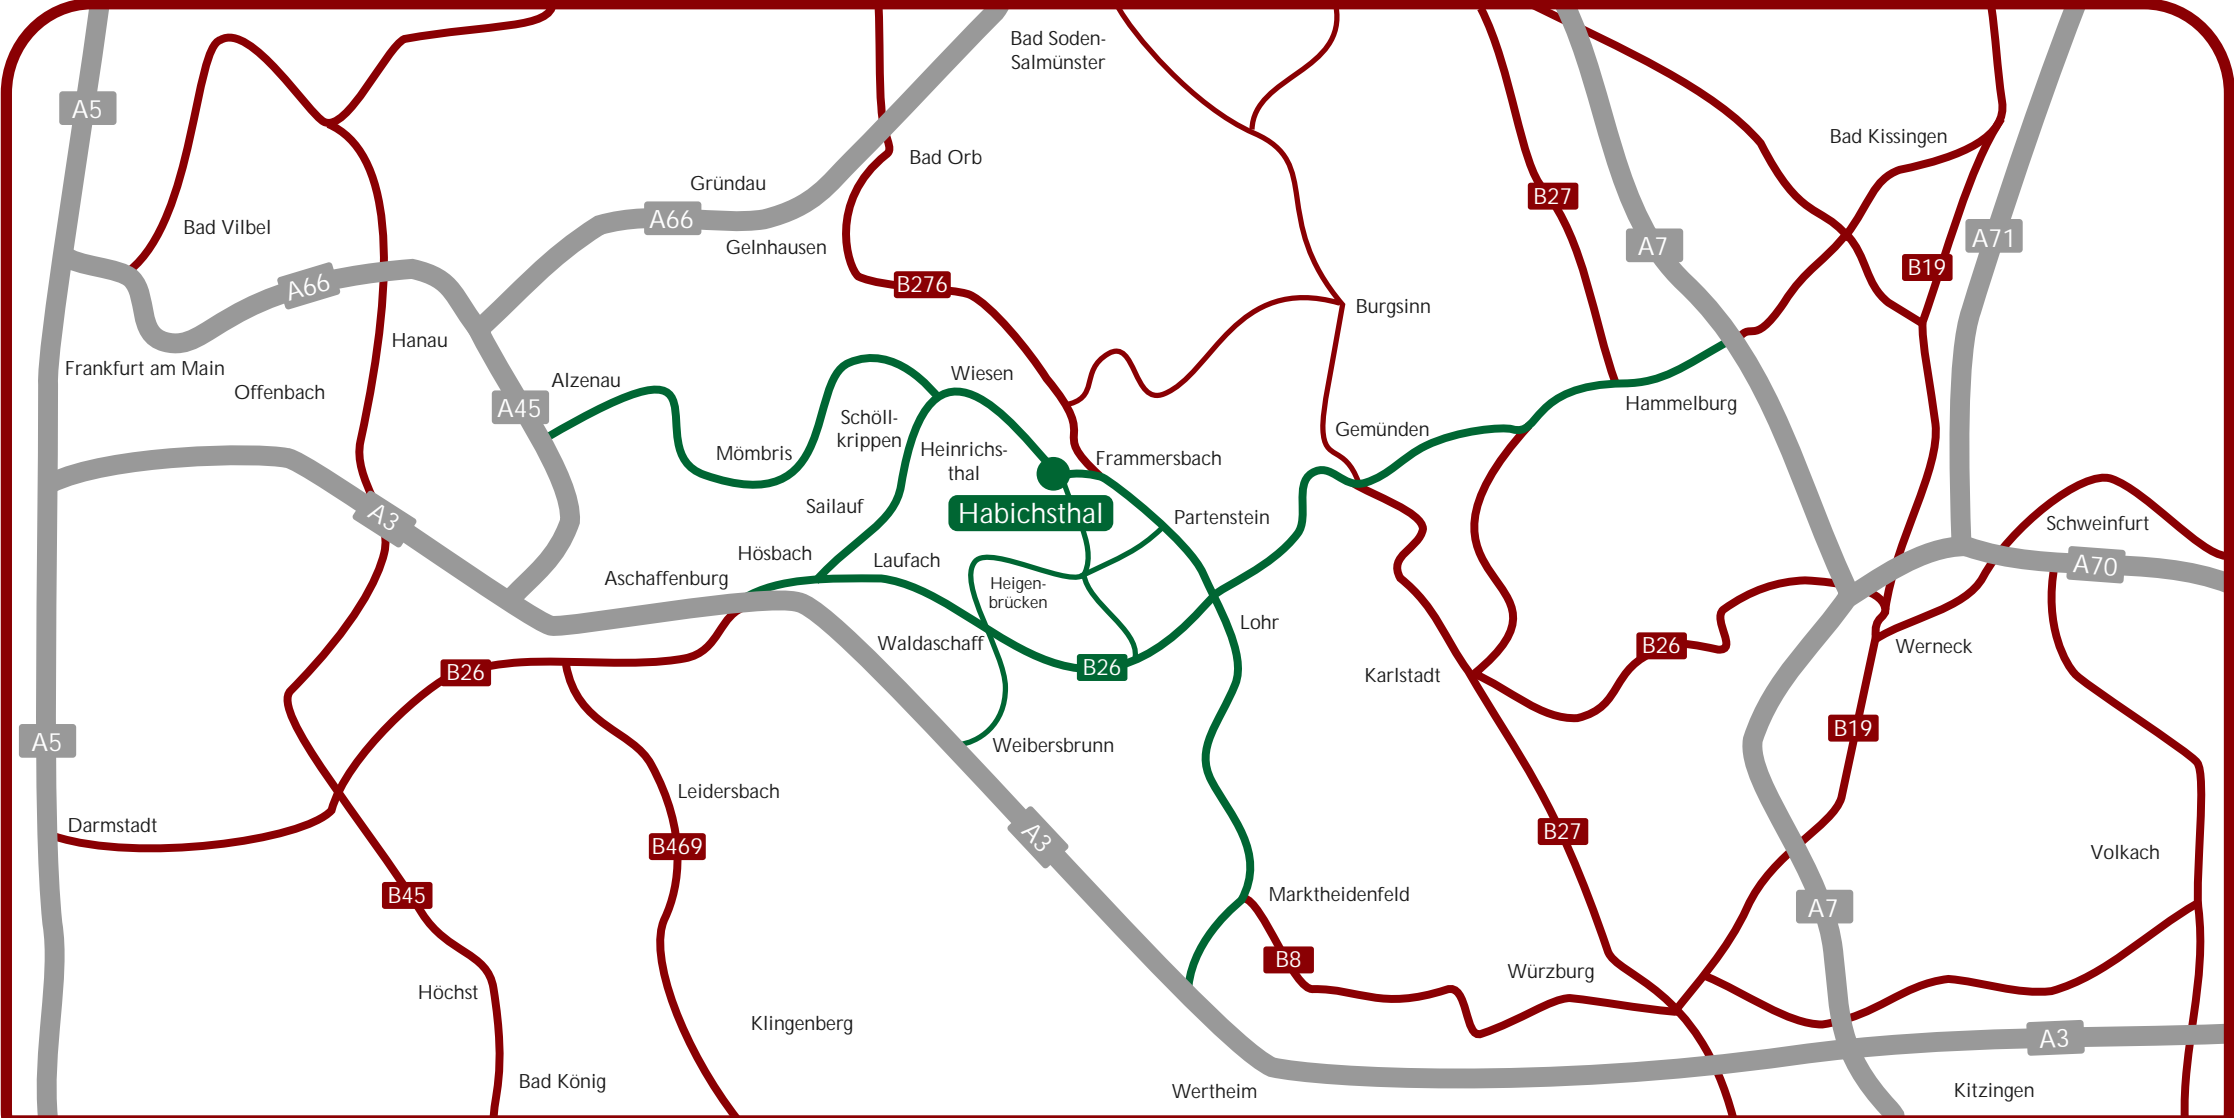 Bad Soden-
Salmünster
A5
Bad Kissingen
Bad Orb
Gründau
B27
Bad Vilbel
A66
Gelnhausen
A7
A71
B19
A66
B276
Burgsinn
Hanau
Frankfurt am Main
Offenbach
Alzenau
Wiesen
A45
Hammelburg
Schöll-
krippen
Gemünden
Mömbris
Heinrichs-
thal
Frammersbach
Sailauf
Habichsthal
Partenstein
A3
Schweinfurt
Hösbach
Laufach
A70
Aschaffenburg
Heigen-
brücken
Lohr
Waldaschaff
B26
B26
B26
Werneck
Karlstadt
B19
A5
Weibersbrunn
Leidersbach
Darmstadt
B27
A3
B469
Volkach
B45
Marktheidenfeld
A7
B8
Würzburg
Höchst
Klingenberg
A3
Bad König
Wertheim
Kitzingen